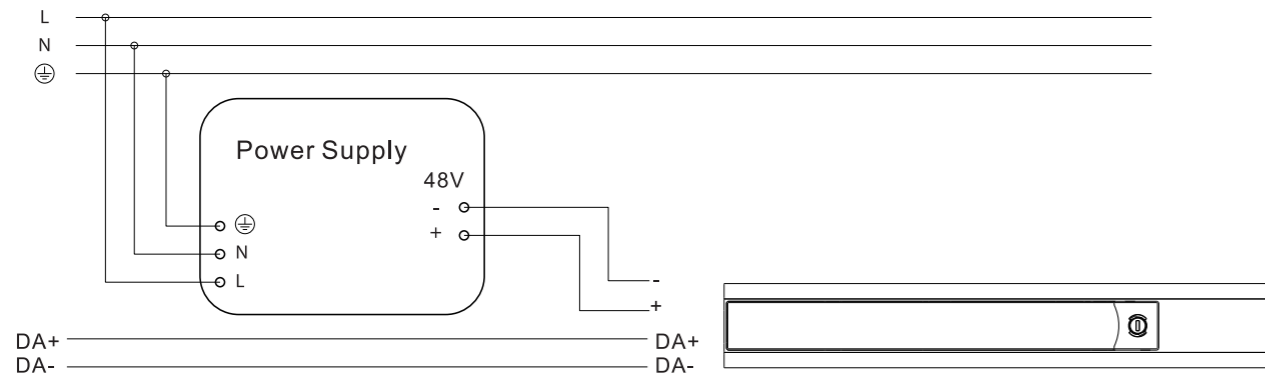 L
N
Power Supply
48V
-
+
N
L
-
+
DA+ DA+
DA- DA-